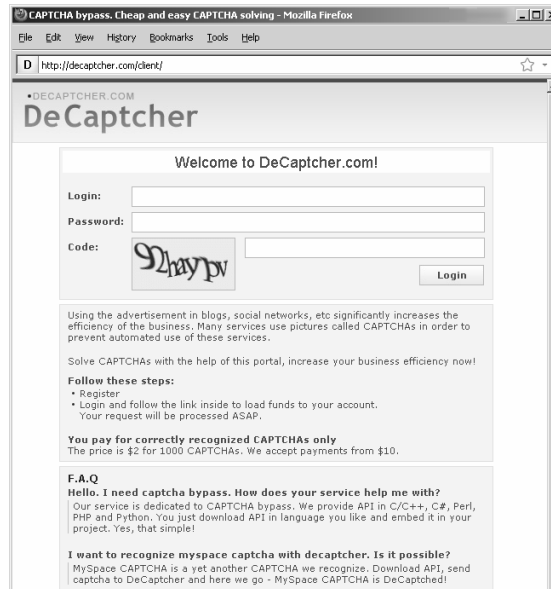 CAPTCHA bypass. Cheap and easy CAPTCHA solving - Mozilla Firefox
File Edit View History Bookmarks Tools Help
D http://decaptcher.com/client/
•DECAPTCHER.COM
DeCaptcher
Welcome to DeCaptcher.com!
Login:
Password:
Code:
92haypv
Login
Using the advertisement in blogs, social networks, etc significantly increases the
efficiency of the business. Many services use pictures called CAPTCHAs in order to
prevent automated use of these services.
Solve CAPTCHAs with the help of this portal, increase your business efficiency now!
Follow these steps:
• Register
• Login and follow the link inside to load funds to your account.
Your request will be processed ASAP.
You pay for correctly recognized CAPTCHAs only
The price is $2 for 1000 CAPTCHAs. We accept payments from $10.
F.A.Q
Hello. I need captcha bypass. How does your service help me with?
Our service is dedicated to CAPTCHA bypass. We provide API in C/C++, C#, Perl,
PHP and Python. You just download API in language you like and embed it in your
project. Yes, that simple!
I want to recognize myspace captcha with decaptcher. Is it possible?
MySpace CAPTCHA is a yet another CAPTCHA we recognize. Download API, send
captcha to DeCaptcher and here we go - MySpace CAPTCHA is DeCaptched!